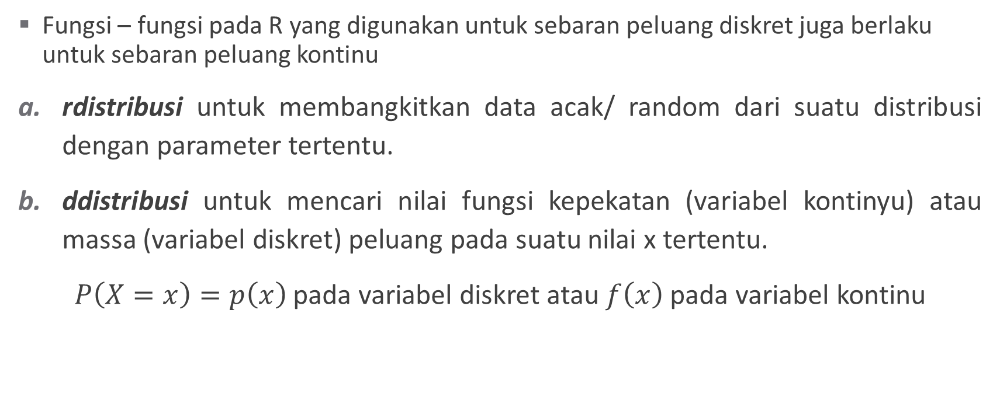 ▪ Fungsi – fungsi pada R yang digunakan untuk sebaran peluang diskret juga berlaku
untuk sebaran peluang kontinu
a. rdistribusi untuk membangkitkan data acak/ random dari suatu distribusi
dengan parameter tertentu.
b. ddistribusi untuk mencari nilai fungsi kepekatan (variabel kontinyu) atau
massa (variabel diskret) peluang pada suatu nilai x tertentu.
P(X = x) = p(x) pada variabel diskret atau f(x) pada variabel kontinu